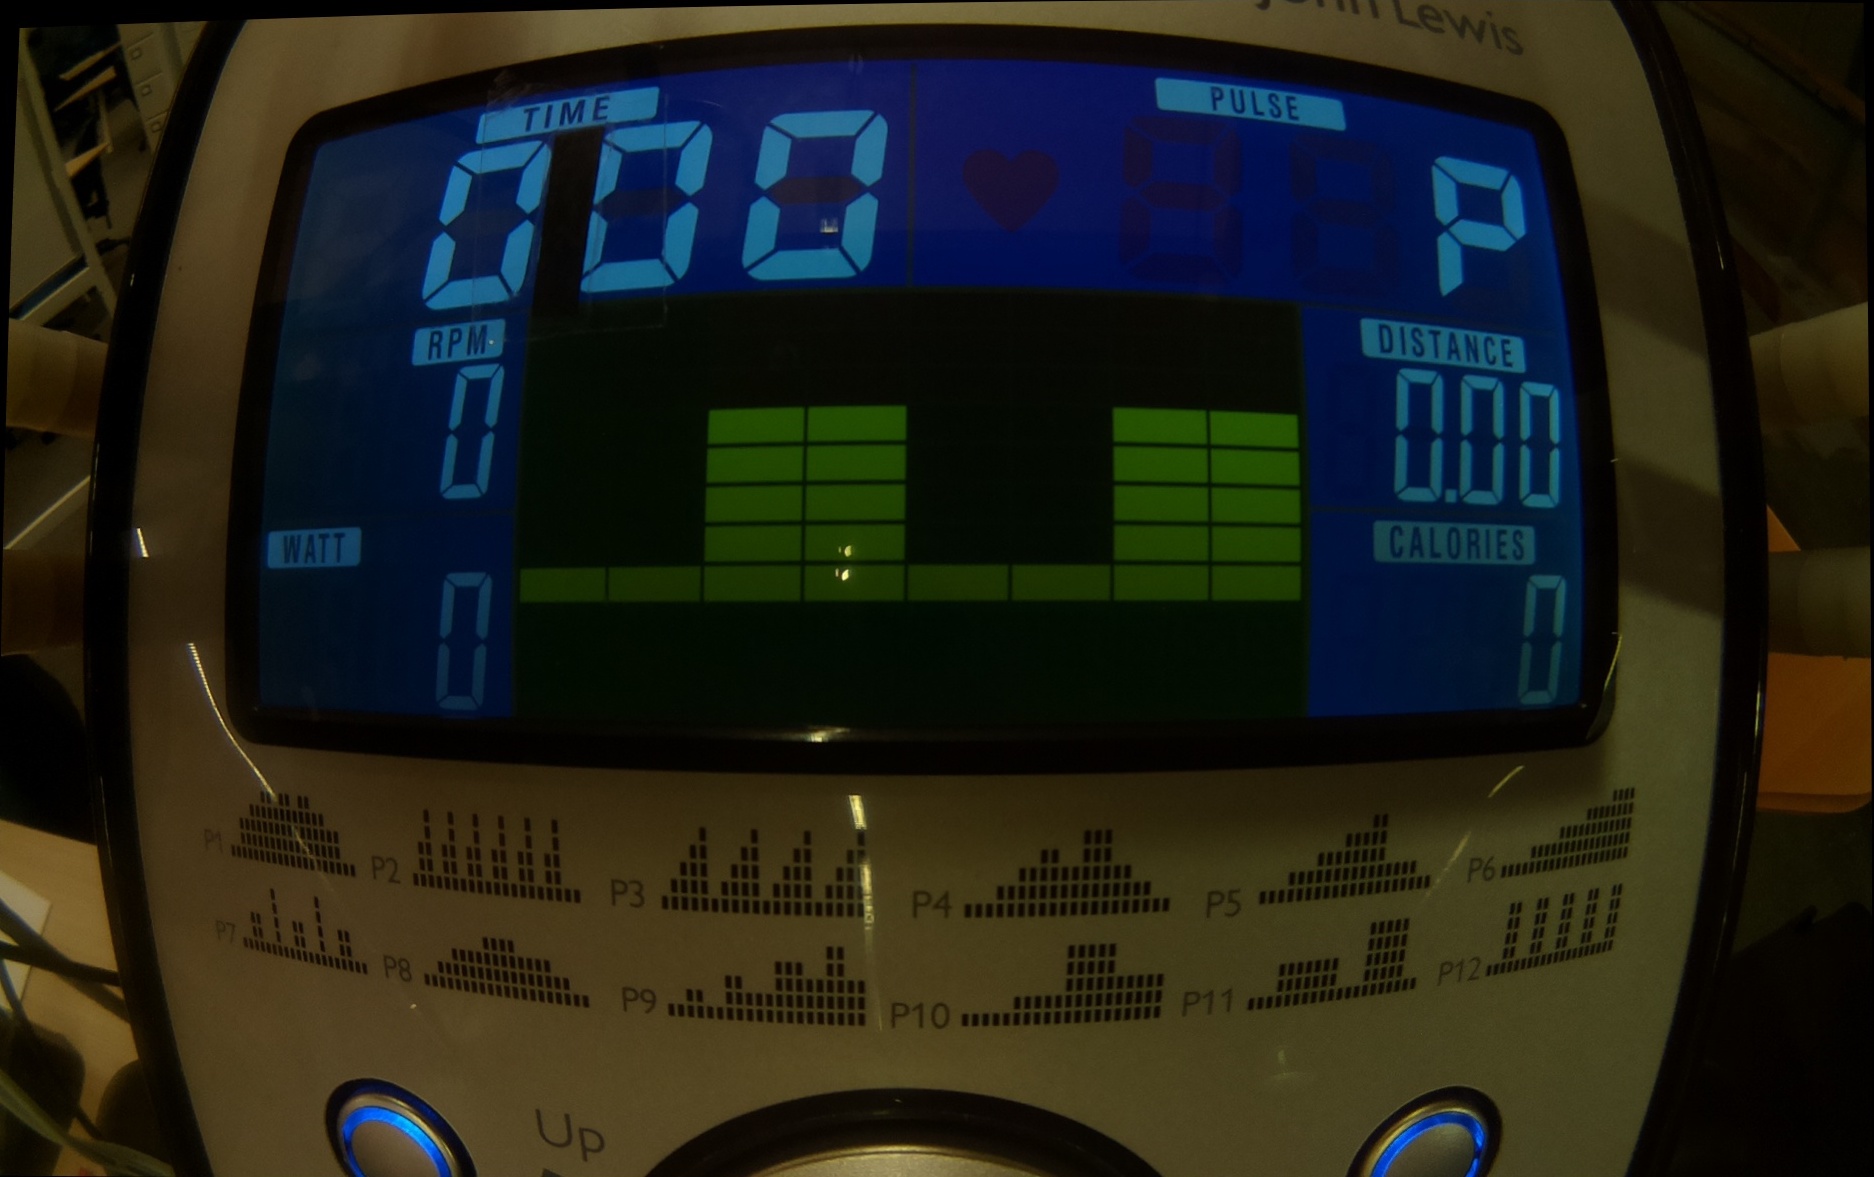 John Lewis
TIME
PULSE
000
P
RPM
DISTANCE
0
0.00
WATT
CALORIES
0
0
P1
P2
P3
P4
P5
P6
P7
P8
P9
P10
P11
P12
Up